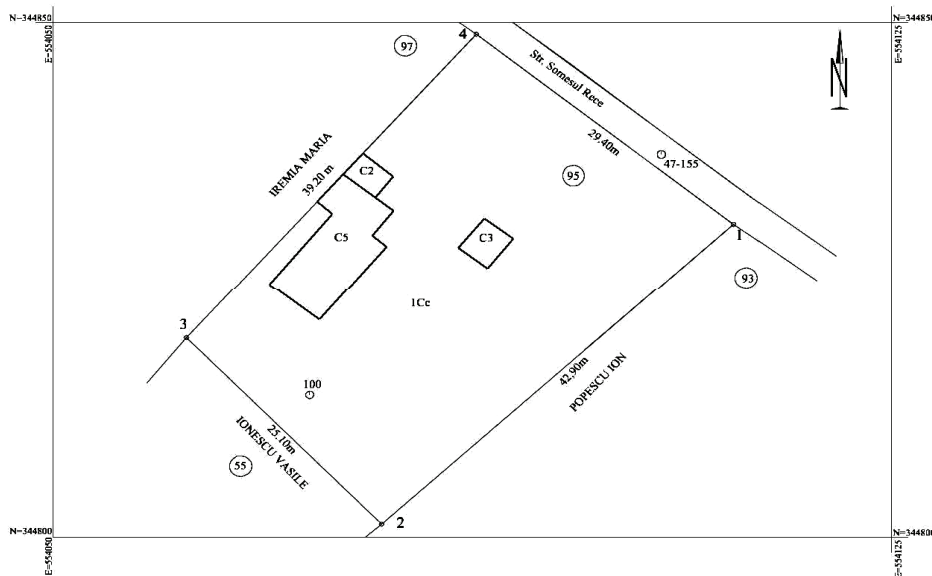 N=344850
E=554050
N=344850
E=554125
4
97
Str. Somesul Rece
N
29.40m
47-155
IREMIA MARIA
39.20 m
C2
95
C5
C3
1
93
1Cc
3
100
42.90m
POPESCU ION
25.10m
IONESCU VASILE
55
2
N=344800
E=554050
N=344800
E=554125